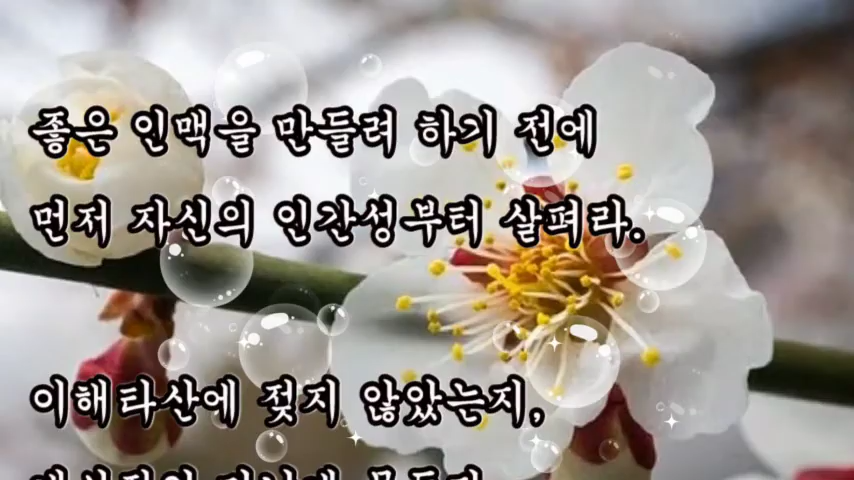 좋은 인맥을 만들려 하기 전에
먼저 자신의 인간성부터 살펴라.
이해타산에 젖지 않았는지,